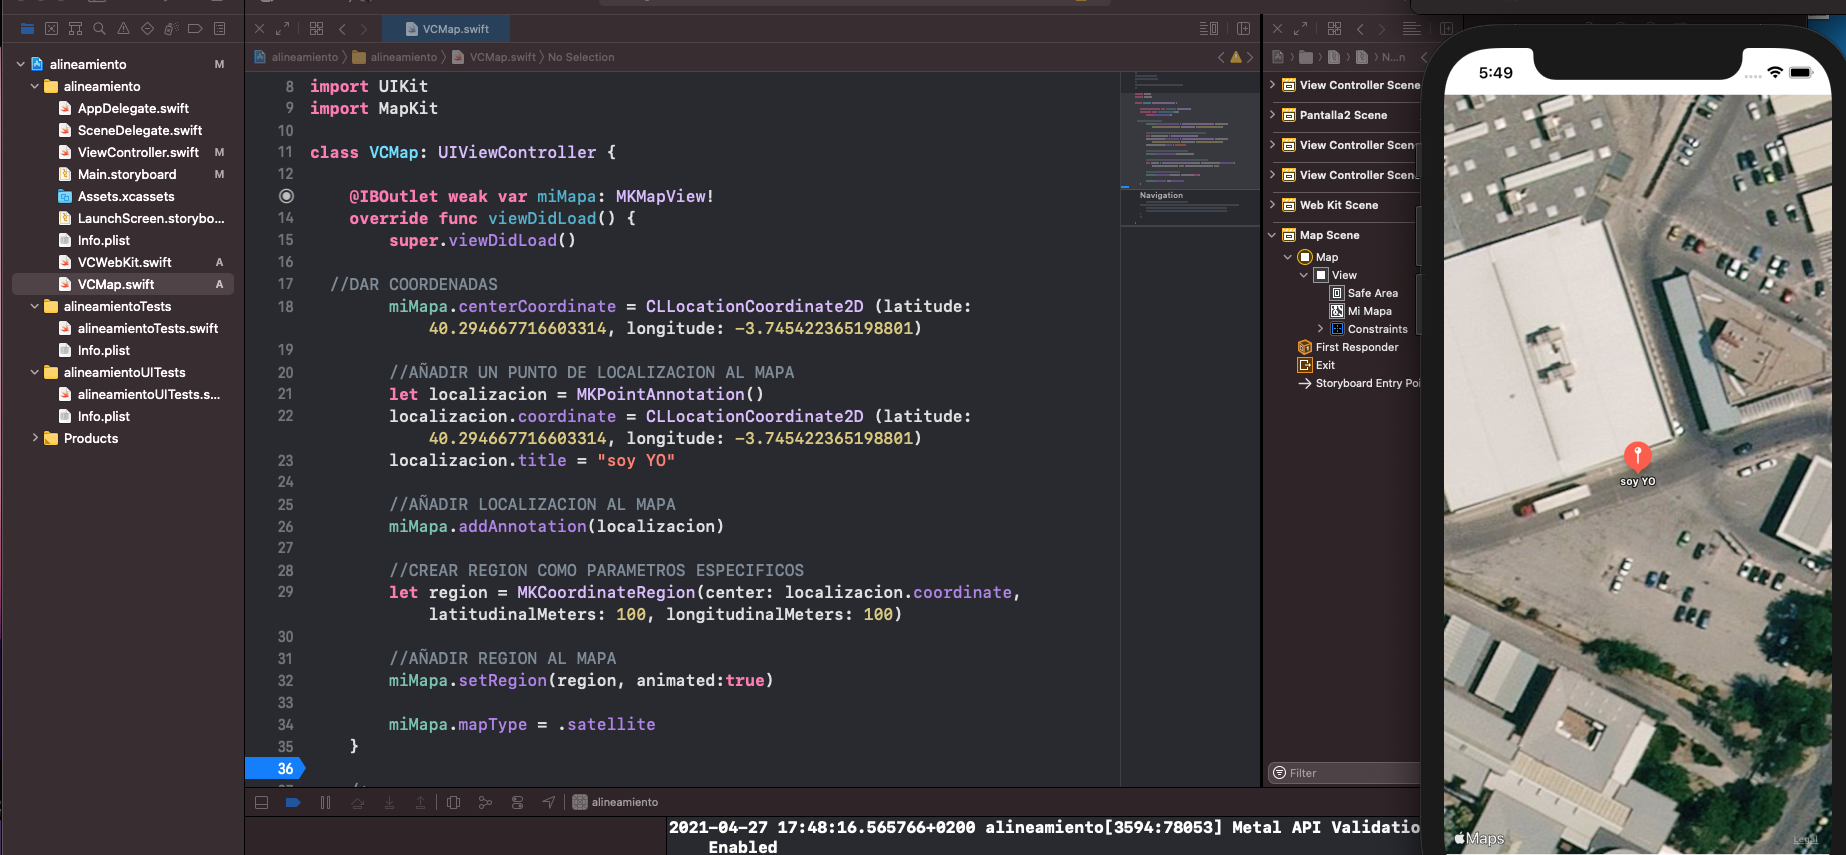 alineamiento M
alineamiento
AppDelegate.swift
SceneDelegate.swift
ViewController.swift M
Main.storyboard M
Assets.xcassets
LaunchScreen.storybo...
Info.plist
VCWebKit.swift A
VCMap.swift A
alineamientoTests
alineamientoTests.swift
Info.plist
alineamientoUITests
alineamientoUITests.s...
Info.plist
Products
VCMap.swift
alineamiento alineamiento VCMap.swift No Selection
8 import UIKit
9 import MapKit
10
11 class VCMap: UIViewController {
12
@IBOutlet weak var miMapa: MKMapView!
14 override func viewDidLoad() {
15 super.viewDidLoad()
16
17 //DAR COORDENADAS
18 miMapa.centerCoordinate = CLLocationCoordinate2D (latitude:
40.294667716603314, longitude: -3.745422365198801)
19
20 //AÑADIR UN PUNTO DE LOCALIZACION AL MAPA
21 let localizacion = MKPointAnnotation()
22 localizacion.coordinate = CLLocationCoordinate2D (latitude:
40.294667716603314, longitude: -3.745422365198801)
23 localizacion.title = "soy YO"
24
25 //AÑADIR LOCALIZACION AL MAPA
26 miMapa.addAnnotation(localizacion)
27
28 //CREAR REGION COMO PARAMETROS ESPECIFICOS
29 let region = MKCoordinateRegion(center: localizacion.coordinate,
latitudinalMeters: 100, longitudinalMeters: 100)
30
31 //AÑADIR REGION AL MAPA
32 miMapa.setRegion(region, animated:true)
33
34 miMapa.mapType = .satellite
35 }
36
Navigation
alineamiento
2021-04-27 17:48:16.565766+0200 alineamiento[3594:78053] Metal API Validatio
Enabled
N...n
View Controller Scene
Pantalla2 Scene
View Controller Scen
View Controller Scen
Web Kit Scene
Map Scene
Map
View
Safe Area
Mi Mapa
Constraints
First Responder
Exit
Storyboard Entry Poi
Filter
5:49
soy YO
Maps
Legal